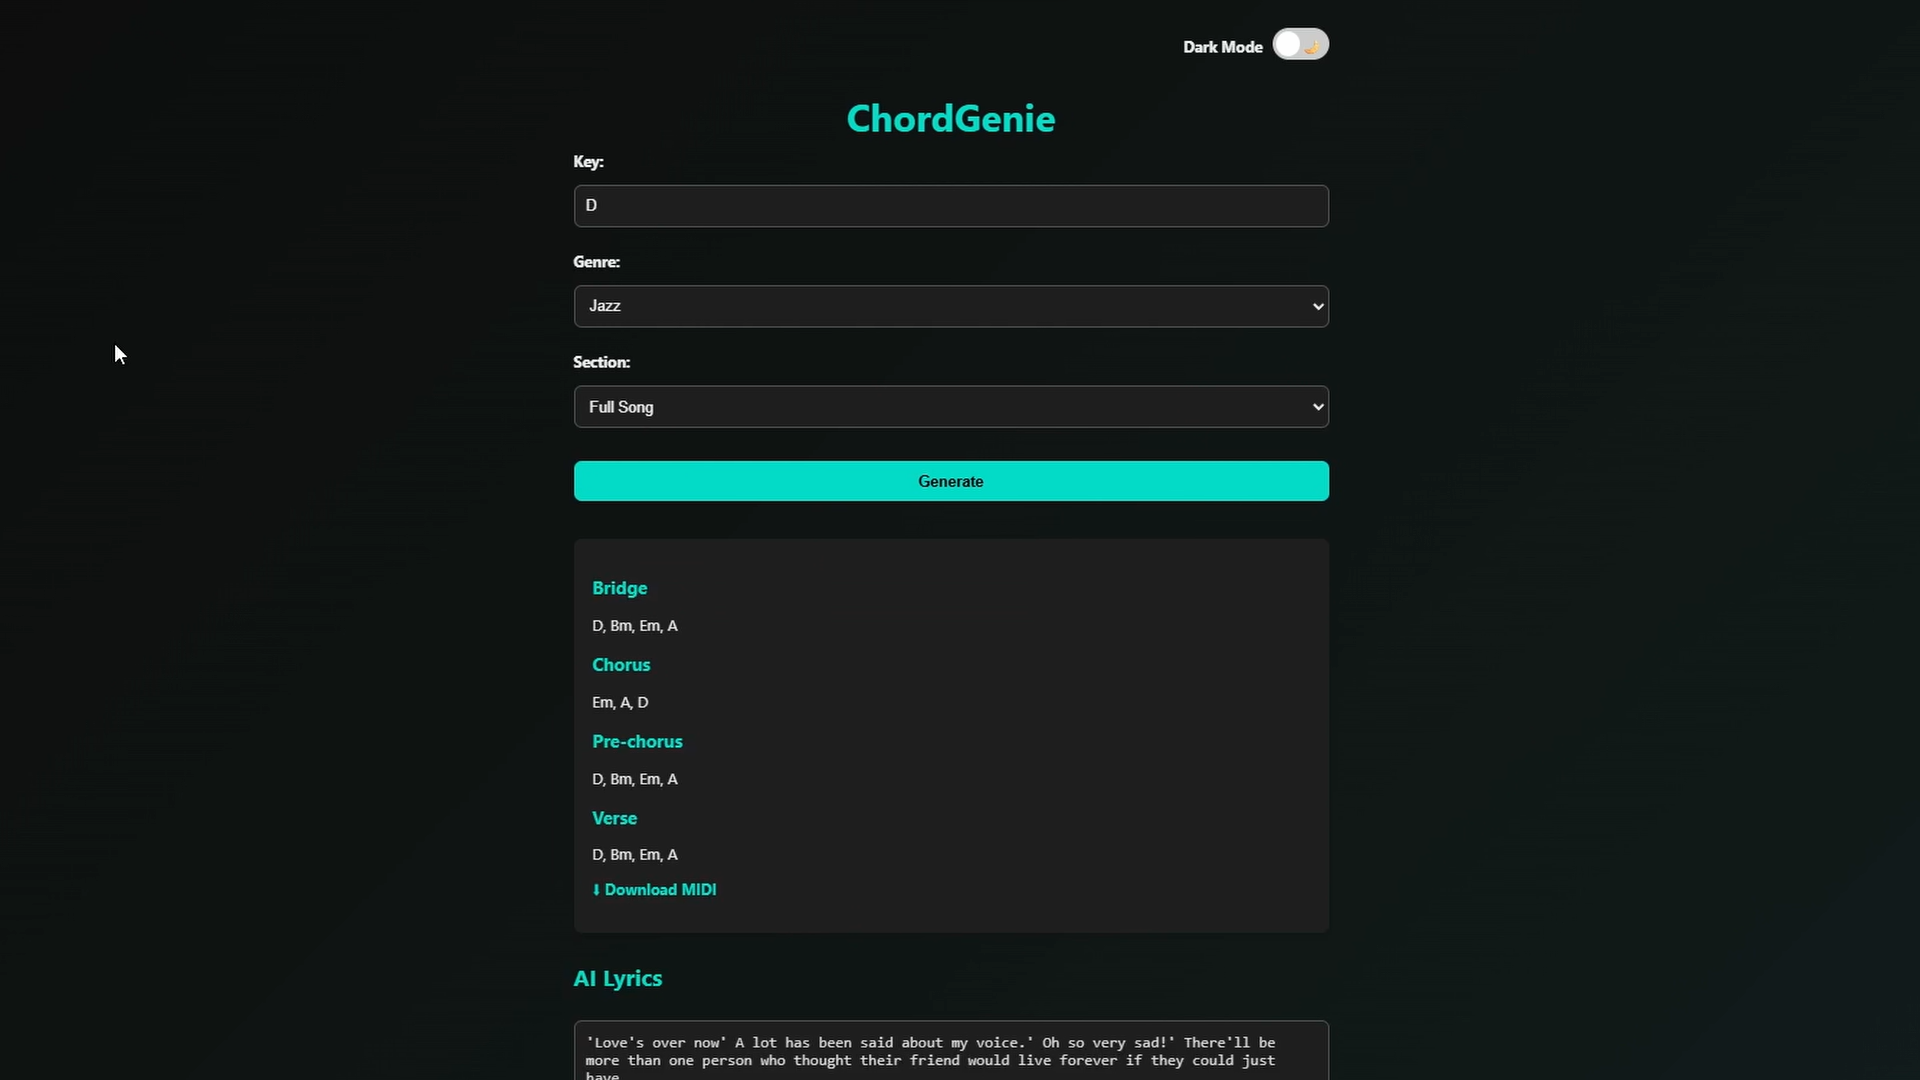 Dark Mode
ChordGenie
Key:
D
Genre:
Jazz
Section:
Full Song
Generate
Bridge
D, Bm, Em, A
Chorus
Em, A, D
Pre-chorus
D, Bm, Em, A
Verse
D, Bm, Em, A
⬇ Download MIDI
AI Lyrics
'Love's over now' A lot has been said about my voice.' Oh so very sad!' There'll be
more than one person who thought their friend would live forever if they could just
have